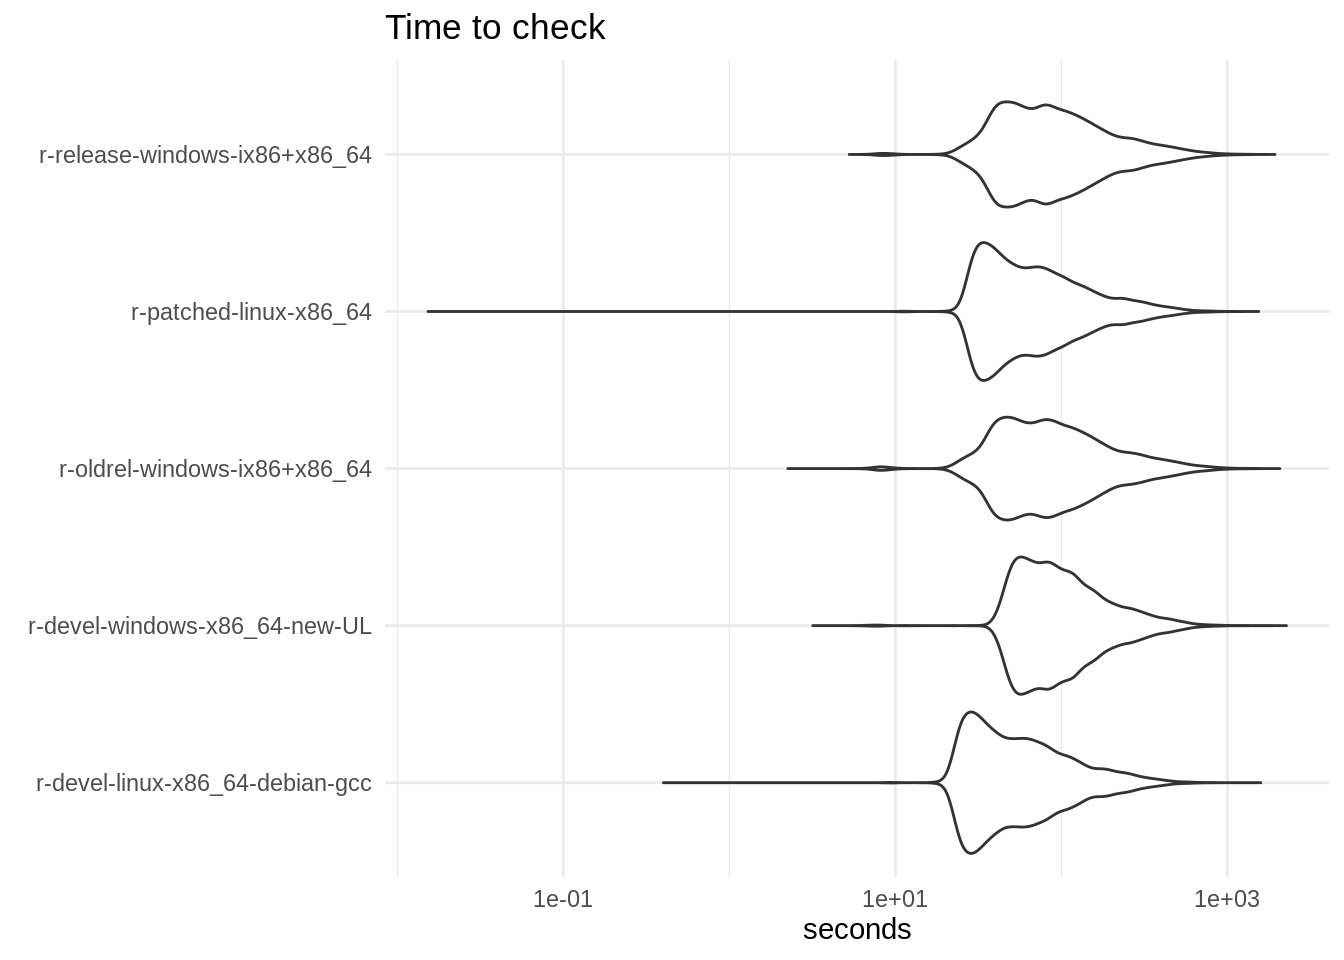 Time to check
r-release-windows-ix86+x86_64
r-patched-linux-x86_64
r-oldrel-windows-ix86+x86_64
r-devel-windows-x86_64-new-UL
r-devel-linux-x86_64-debian-gcc
1e-01 1e+01 1e+03
seconds